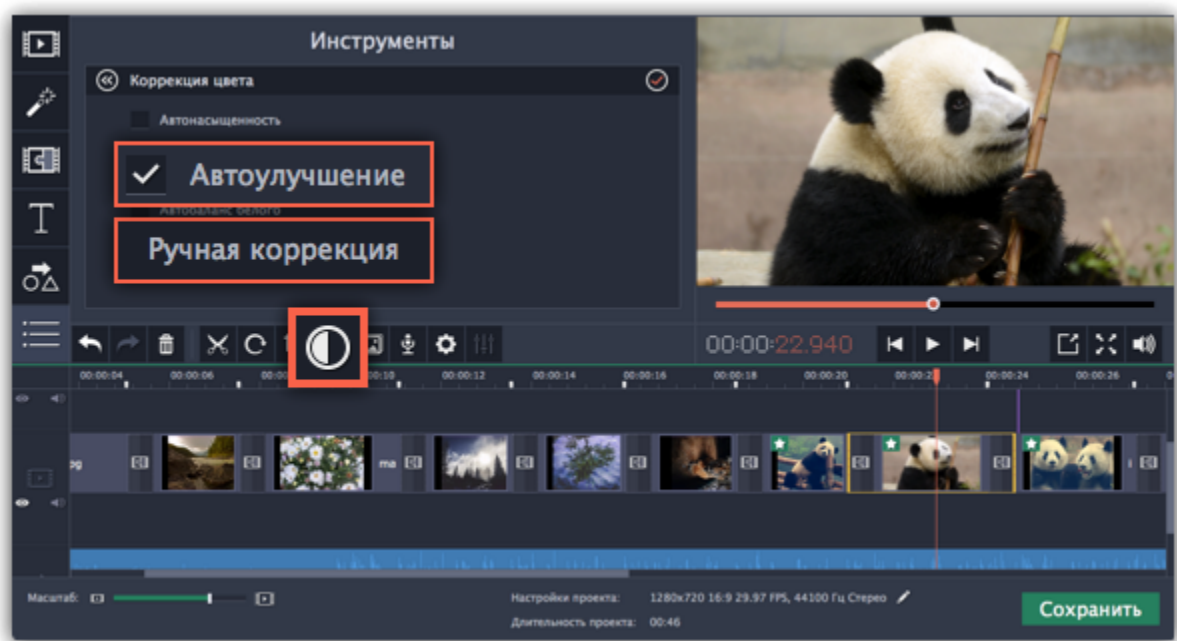 Инструменты
Коррекция цвета
Автонасыщенность
Автоулучшение
Автобаланс белого
Ручная коррекция
T
00:00:22.940
00:00:04 00:00:06 00:00:10 00:00:12 00:00:14 00:00:16 00:00:18 00:00:20 00:00:24 00:00:26
pg
ma
Масштаб:
Настройки проекта: 1280x720 16:9 29.97 FPS, 44100 Гц Стерео
Длительность проекта: 00:46
Сохранить